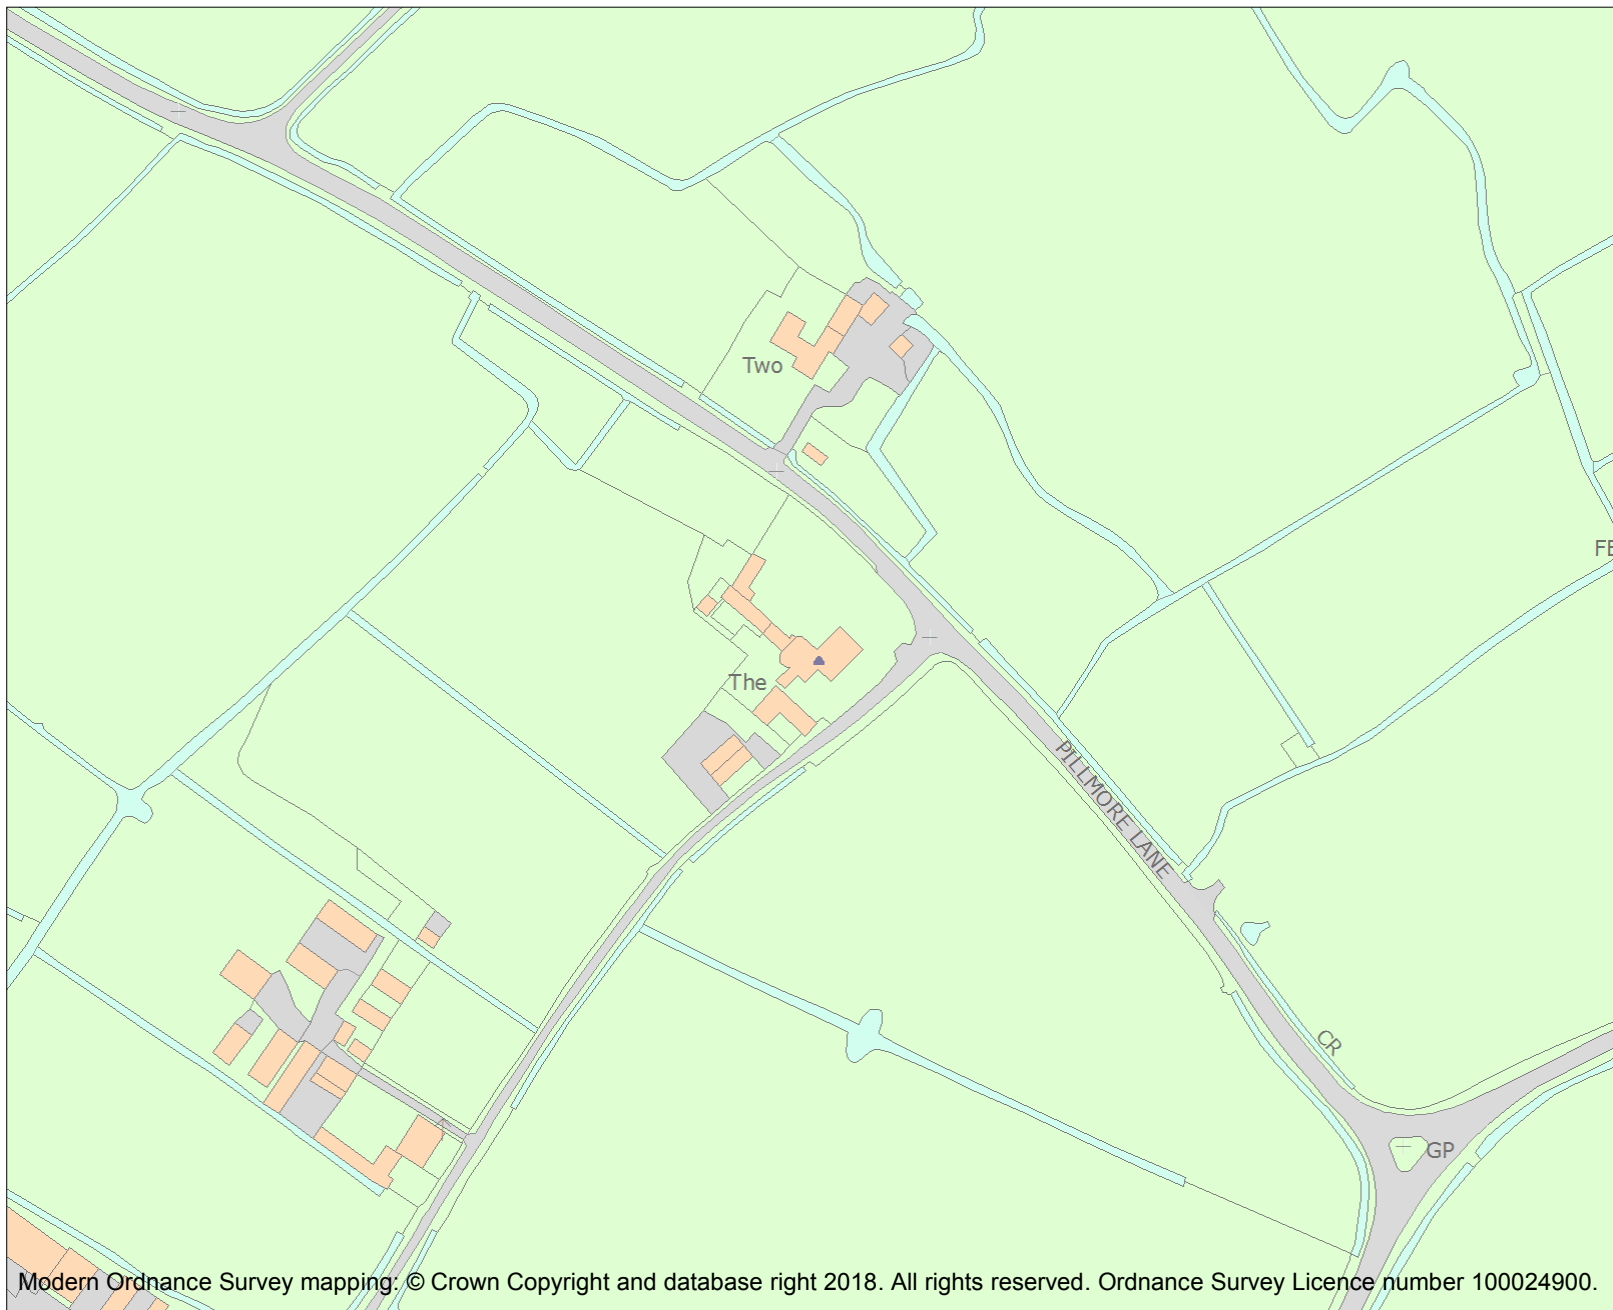 Two
FE
The
PILLMORE LANE
CR
GP
Modern Ordnance Survey mapping: © Crown Copyright and database right 2018. All rights reserved. Ordnance Survey Licence number 100024900.